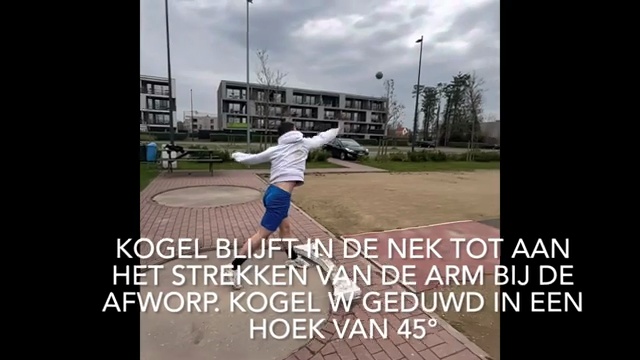 KOGEL BLIJFT IN DE NEK TOT AAN
HET STREKKEN VAN DE ARM BIJ DE
AFWORP. KOGEL W GEDUWD IN EEN
HOEK VAN 45°